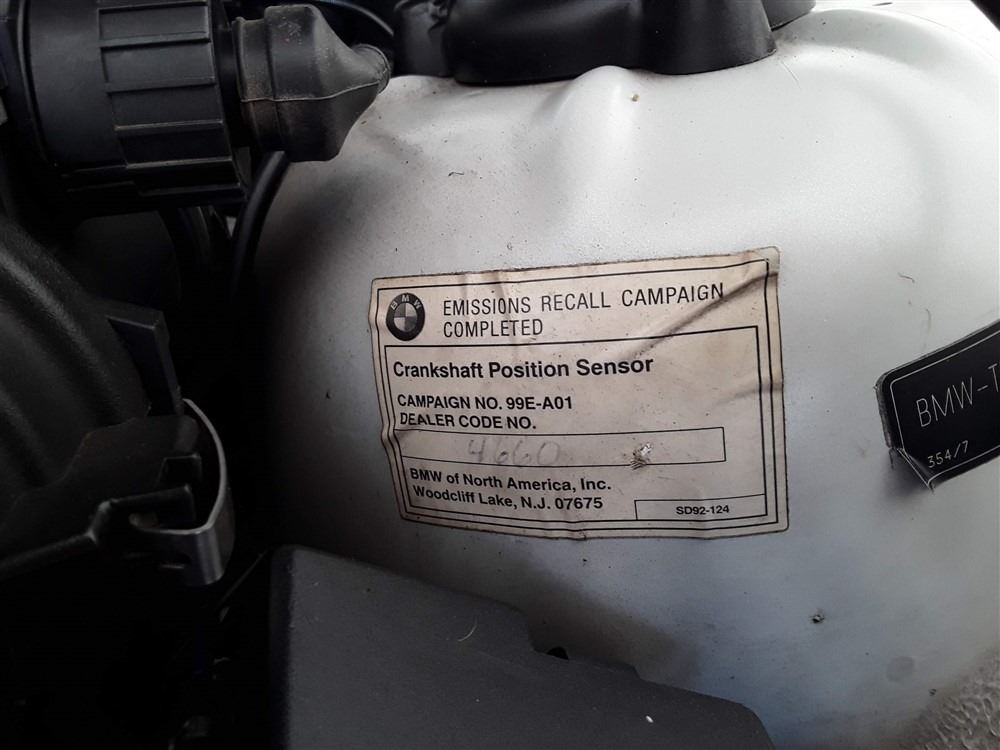 BMW
EMISSIONS RECALL CAMPAIGN
COMPLETED
Crankshaft Position Sensor
CAMPAIGN NO. 99E-A01
DEALER CODE NO.
4660
BMW of North America, Inc.
Woodcliff Lake, N.J. 07675
SD92-124
BMW-T
354/7